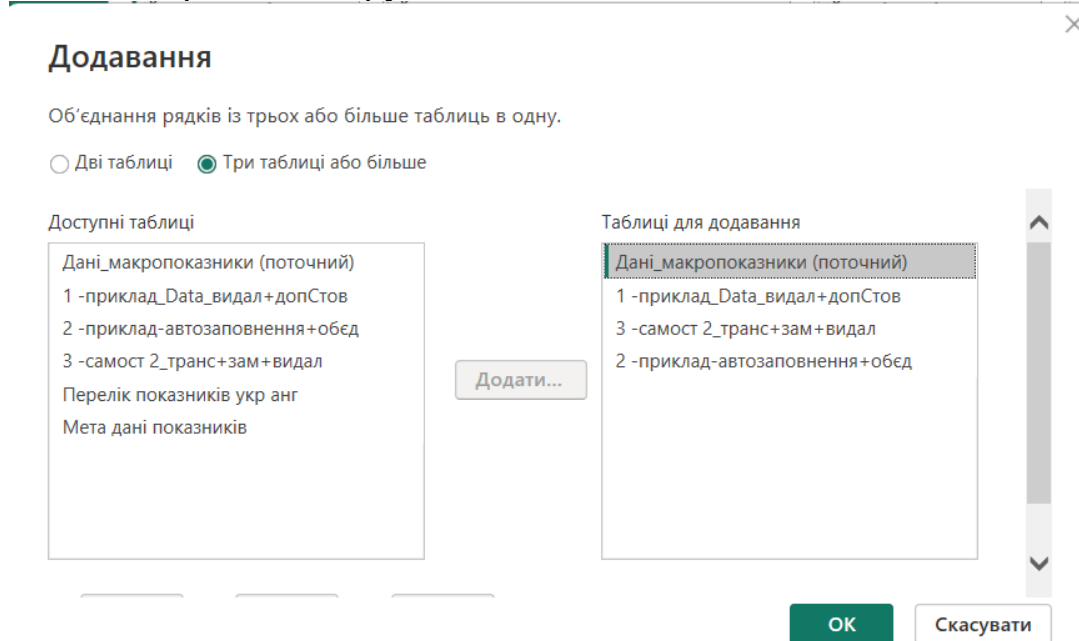 Додавання
Об'єднання рядків із трьох або більше таблиць в одну.
Дві таблиці Три таблиці або більше
Доступні таблиці
Дані_макропоказники (поточний)
1 -приклад_Data_видал+допСтов
2 -приклад-автозаповнення+обєд
3 -самост 2_транс+зам+видал
Перелік показників укр анг
Мета дані показників
Додати...
Таблиці для додавання
Дані_макропоказники (поточний)
1 -приклад_Data_видал+допСтов
3 -самост 2_транс+зам+видал
2 -приклад-автозаповнення+обєд
ОК Скасувати